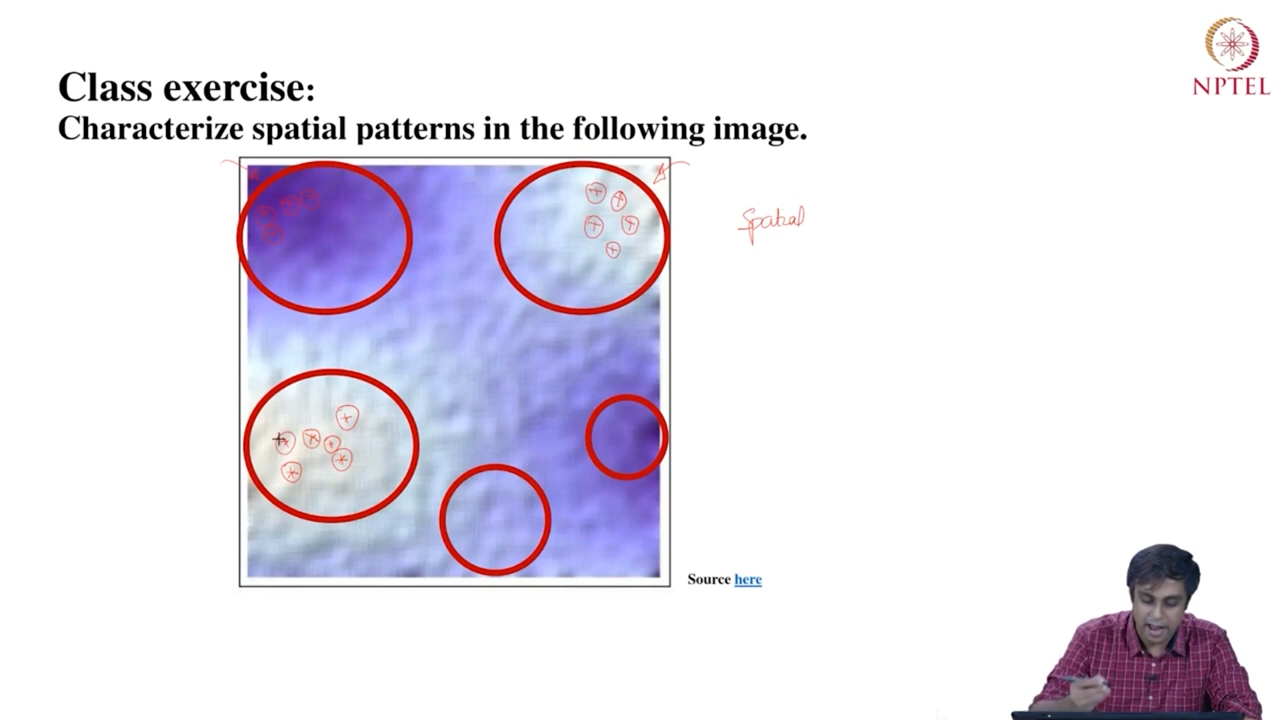 NPTEL
Class exercise:
Characterize spatial patterns in the following image.
Spatial
Source here